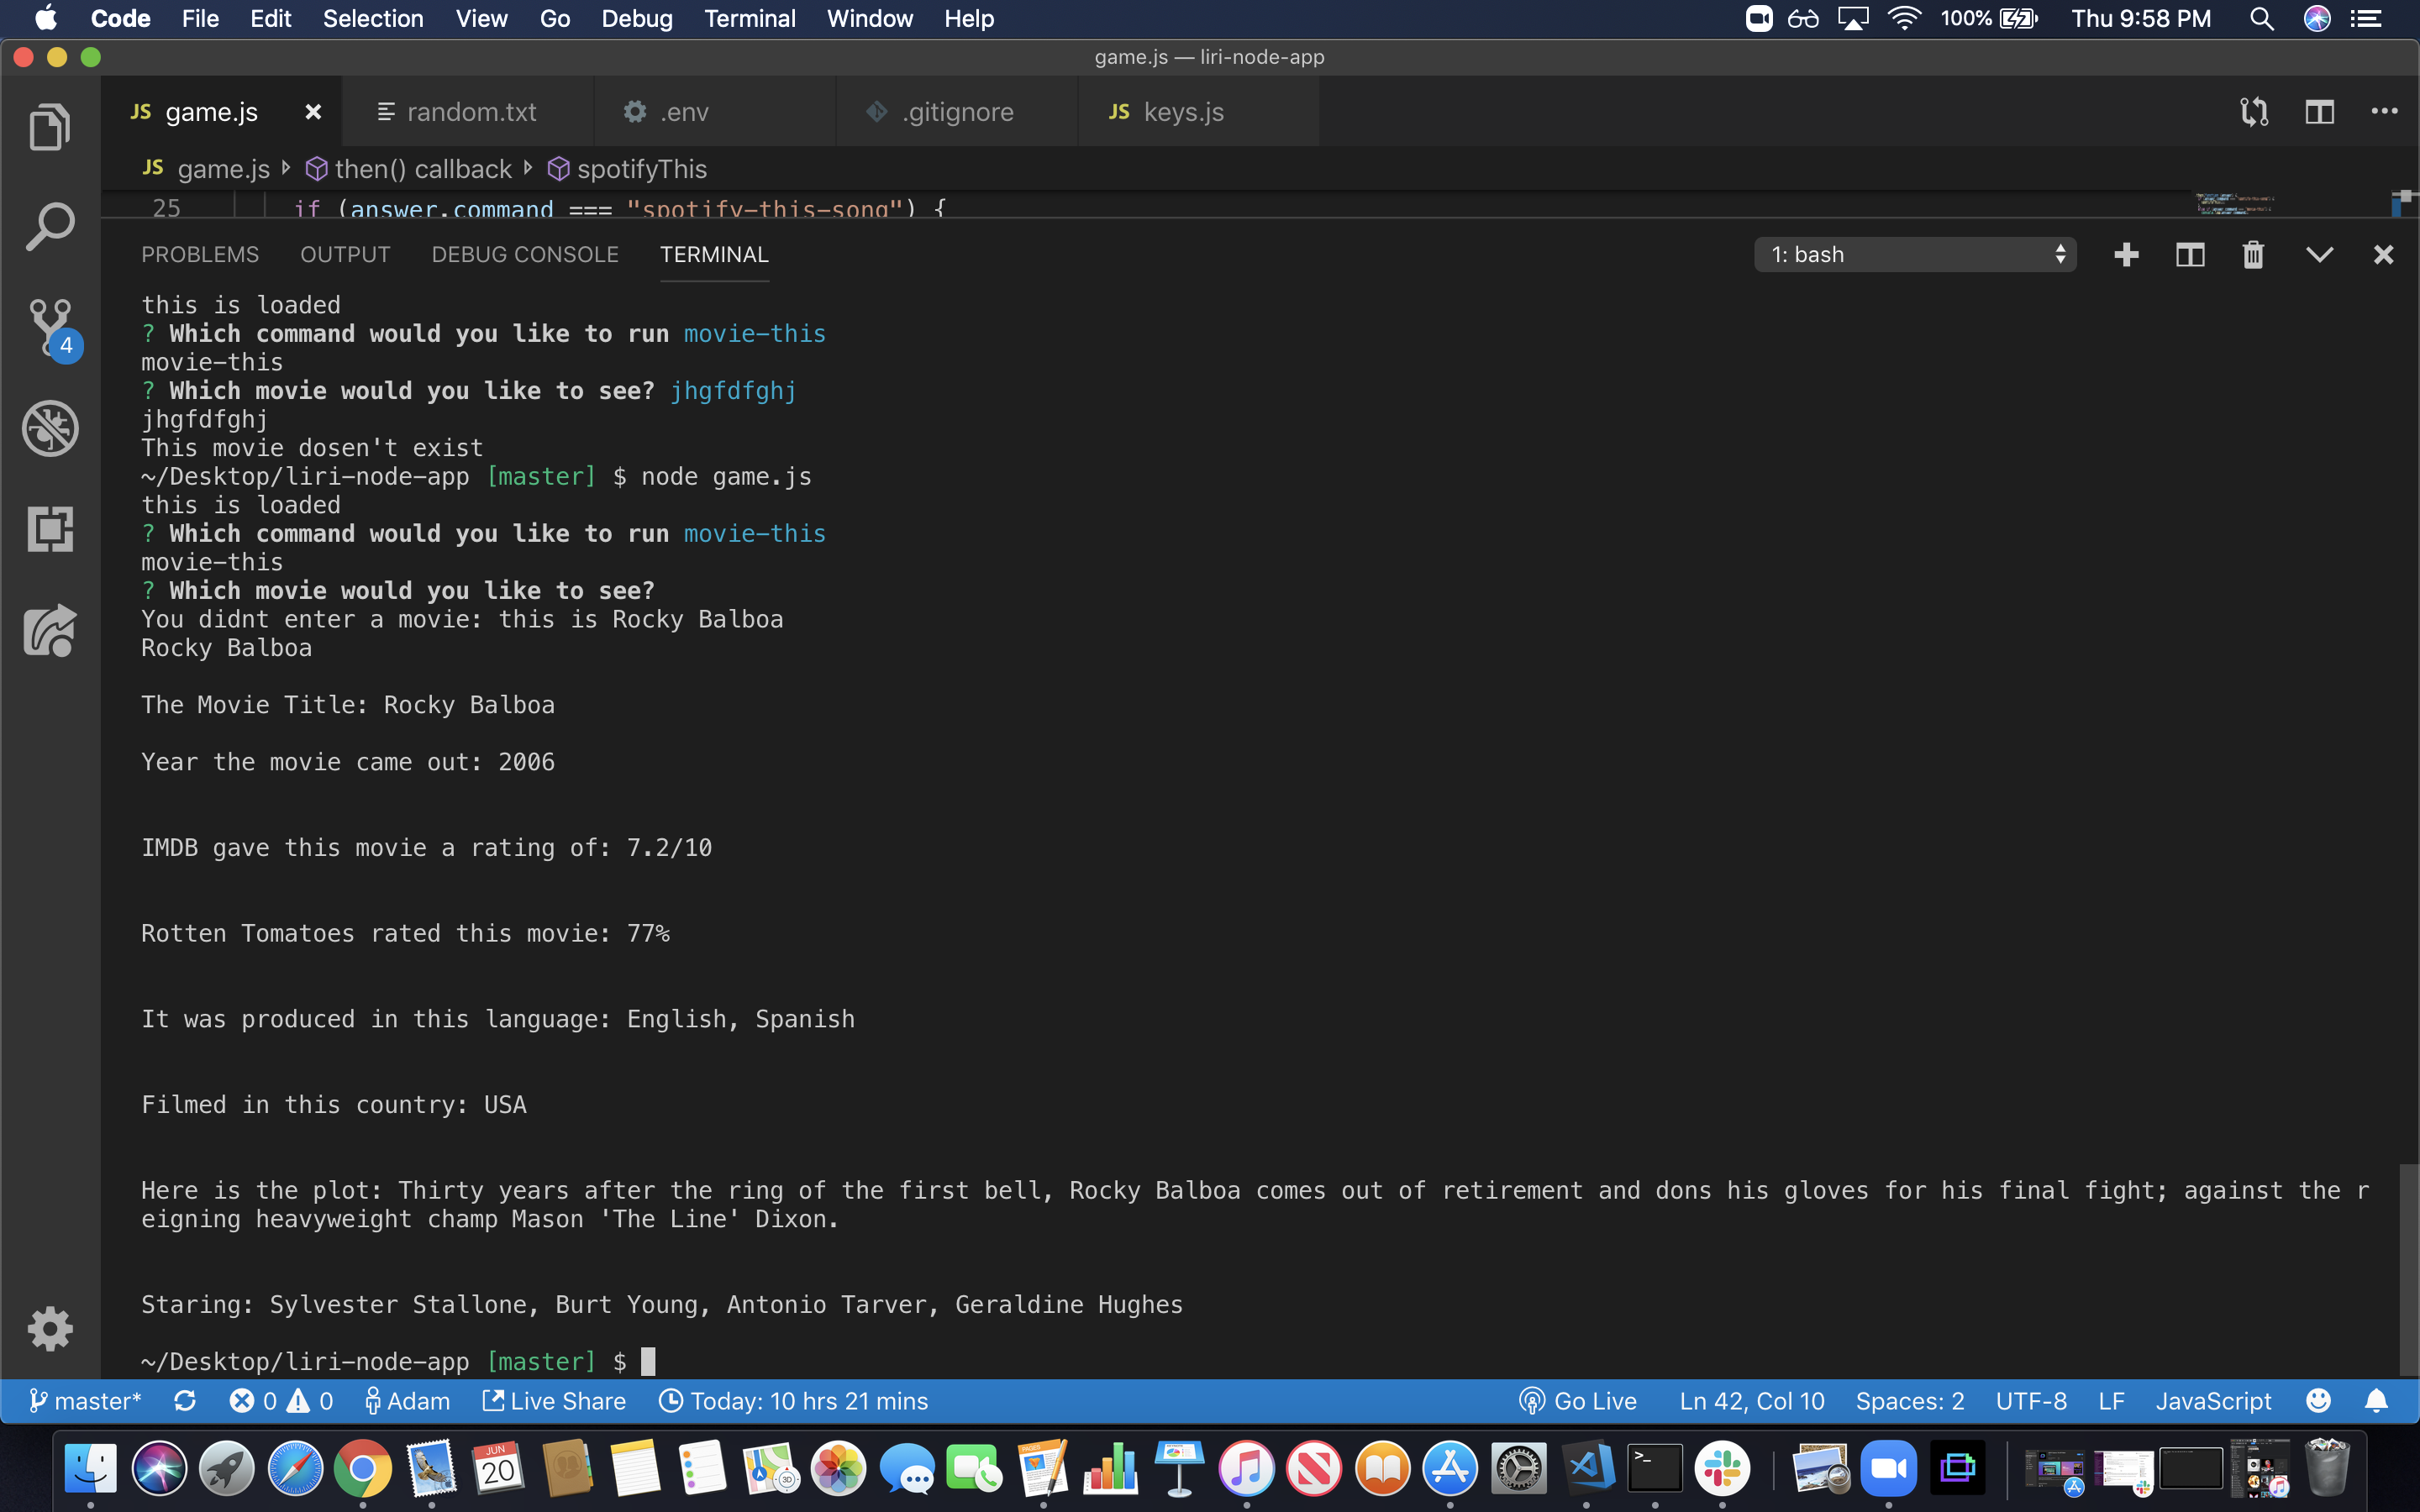 Code File Edit Selection View Go Debug Terminal Window Help 100% Thu 9:58 PM
game.js — liri-node-app
JS game.js random.txt .env .gitignore JS keys.js
JS game.js then() callback spotifyThis
25 if (answer.command === "spotify-this-song") {
PROBLEMS OUTPUT DEBUG CONSOLE TERMINAL 1: bash
this is loaded
? Which command would you like to run movie-this
movie-this
? Which movie would you like to see? jhgfdfghj
jhgfdfghj
This movie dosen't exist
~/Desktop/liri-node-app [master] $ node game.js
this is loaded
? Which command would you like to run movie-this
movie-this
? Which movie would you like to see?
You didnt enter a movie: this is Rocky Balboa
Rocky Balboa
The Movie Title: Rocky Balboa
Year the movie came out: 2006
IMDB gave this movie a rating of: 7.2/10
Rotten Tomatoes rated this movie: 77%
It was produced in this language: English, Spanish
Filmed in this country: USA
Here is the plot: Thirty years after the ring of the first bell, Rocky Balboa comes out of retirement and dons his gloves for his final fight; against the r
eigning heavyweight champ Mason 'The Line' Dixon.
Staring: Sylvester Stallone, Burt Young, Antonio Tarver, Geraldine Hughes
~/Desktop/liri-node-app [master] $
4
master* 0 0 Adam Live Share Today: 10 hrs 21 mins Go Live Ln 42, Col 10 Spaces: 2 UTF-8 LF JavaScript
JUN
20
3D
PAGES
>_